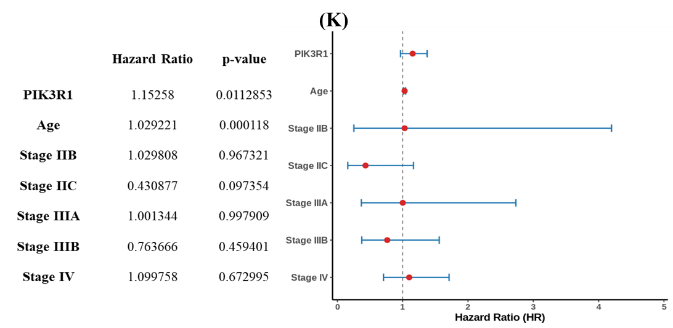 (K)
Hazard Ratio p-value
PIK3R1 1.15258 0.0112853
Age 1.029221 0.000118
Stage IIB 1.029808 0.967321
Stage IIC 0.430877 0.097354
Stage IIIA 1.001344 0.997909
Stage IIIB 0.763666 0.459401
Stage IV 1.099758 0.672995
PIK3R1
Age
Stage IIB
Stage IIC
Stage IIIA
Stage IIIB
Stage IV
0 1 2 3 4 5
Hazard Ratio (HR)